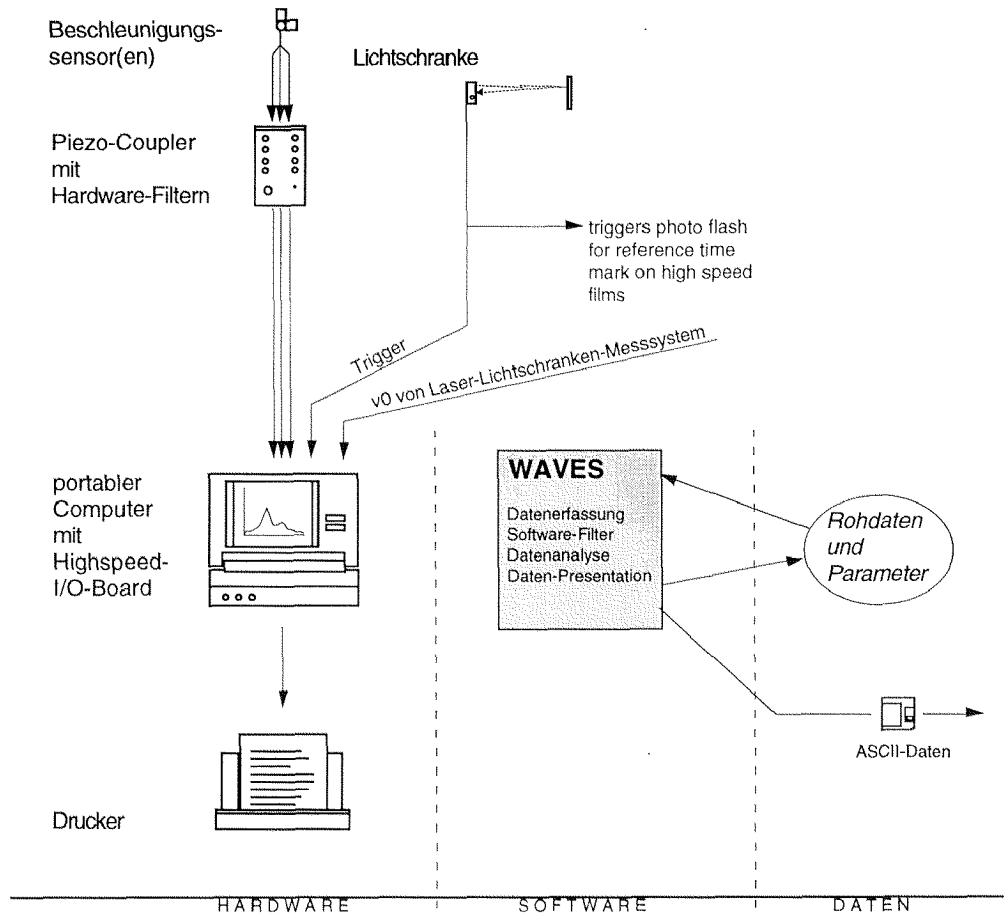 Beschleunigungs-
sensor(en)
Lichtschranke
Piezo-Coupler
mit
Hardware-Filtern
triggers photo flash
for reference time
mark on high speed
films
Trigger
v0 von Laser-Lichtschranken-Messsystem
portabler
Computer
mit
Highspeed-
I/O-Board
WAVES
Datenerfassung
Software-Filter
Datenanalyse
Daten-Presentation
Rohdaten
und
Parameter
ASCII-Daten
Drucker
HARDWARE
SOFTWARE
DATEN